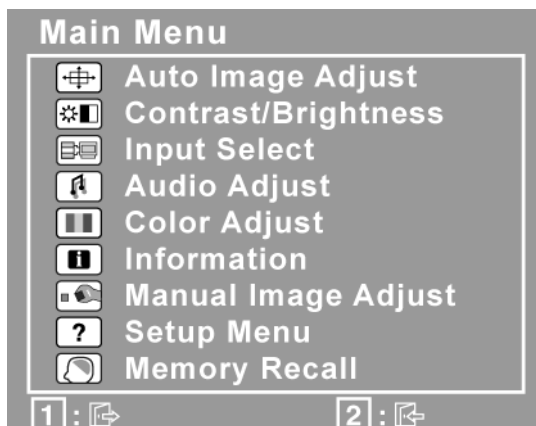 Main Menu
Auto Image Adjust
Contrast/Brightness
Input Select
Audio Adjust
Color Adjust
i Information
Manual Image Adjust
? Setup Menu
Memory Recall
1 : 2 :